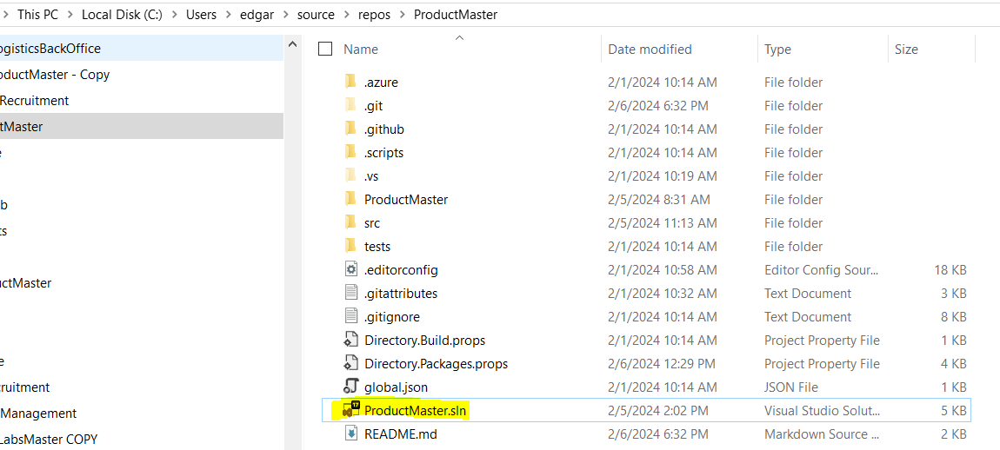 This PC > Local Disk (C:) > Users > edgar > source > repos > ProductMaster
ogisticsBackOffice
oductMaster - Copy
Recruitment
tMaster
e
b
ts
uctMaster
e
cruitment
Management
LabsMaster COPY
Name Date modified Type Size
.azure 2/1/2024 10:14 AM File folder
.git 2/6/2024 6:32 PM File folder
.github 2/1/2024 10:14 AM File folder
.scripts 2/1/2024 10:14 AM File folder
.vs 2/1/2024 10:19 AM File folder
ProductMaster 2/5/2024 8:31 AM File folder
src 2/5/2024 11:13 AM File folder
tests 2/1/2024 10:14 AM File folder
.editorconfig 2/1/2024 10:58 AM Editor Config Sour... 18 KB
.gitattributes 2/1/2024 10:32 AM Text Document 3 KB
.gitignore 2/1/2024 10:14 AM Text Document 8 KB
Directory.Build.props 2/1/2024 10:14 AM Project Property File 1 KB
Directory.Packages.props 2/6/2024 12:29 PM Project Property File 4 KB
global.json 2/1/2024 10:14 AM JSON File 1 KB
17 ProductMaster.sln 2/5/2024 2:02 PM Visual Studio Solut... 5 KB
README.md 2/6/2024 6:32 PM Markdown Source ... 2 KB